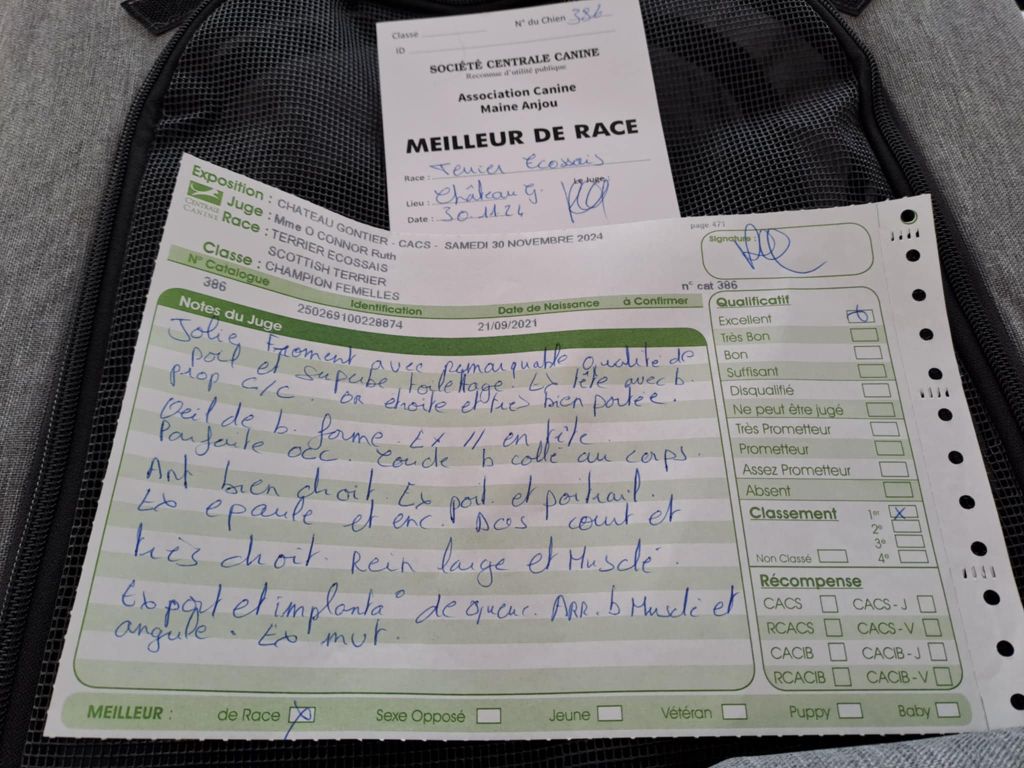 Classé
N° du Chien 386
ID
SOCIÉTÉ CENTRALE CANINE
Reconnue d'utilité publique
Association Canine
Maine Anjou
MEILLEUR DE RACE
Race : Terrier Ecossais
Le Juge :
Lieu : Château G.
Date : 30.11.24
Exposition : CHATEAU GONTIER - CACS - SAMEDI 30 NOVEMBRE 2024
Juge : Mme O CONNOR Ruth
Race : TERRIER ECOSSAIS
SCOTTISH TERRIER
Classe : CHAMPION FEMELLES
CENTRALE
CANINE
page 471
Signature :
n° cat 386
N° Catalogue Identification Date de Naissance à Confirmer
386 250269100228874 21/09/2021
Notes du Juge
Jolie Froment avec remarquable qualité de
poil et superbe toilettage. Ex tête avec b.
prop C/C. OR droite et très bien portée.
Oeil de b. forme. Ex // en tête.
Parfaite occ. Coude b collé au corps.
Ant bien droit. Ex port. et poitrail.
Ex epaule et enc. Dos court et
très droit. Rein large et Musclé.
Ex port et implanta° de queue. ARR. b Musclé et
angulé. Ex mvt.
Qualificatif
Excellent
Très Bon
Bon
Suffisant
Disqualifié
Ne peut être jugé
Très Prometteur
Prometteur
Assez Prometteur
Absent
Classement 1er X
2e
3e
Non Classé 4e
Récompense
CACS CACS - J
RCACS CACS - V
CACIB CACIB - J
RCACIB CACIB - V
MEILLEUR : de Race X Sexe Opposé Jeune Vétéran Puppy Baby